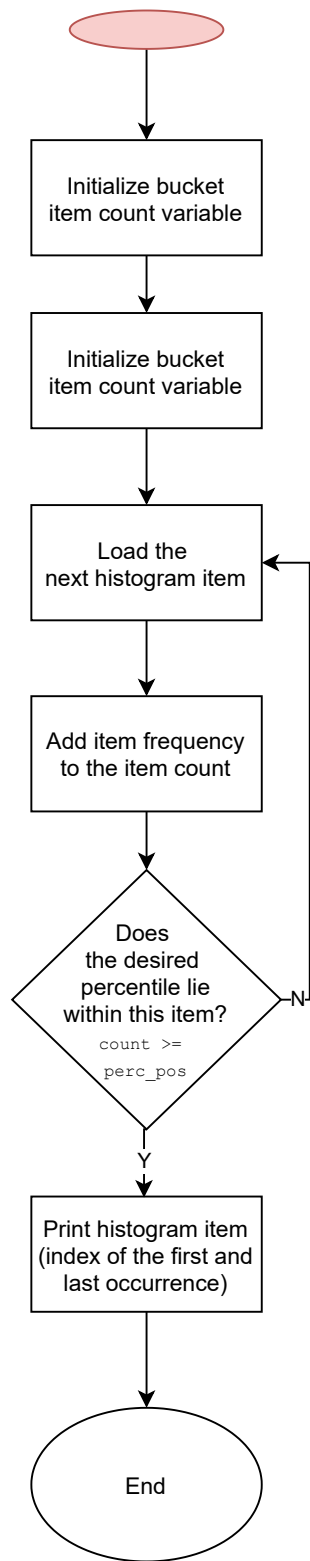 Initialize bucket
item count variable
Initialize bucket
item count variable
Load the
next histogram item
Add item frequency
to the item count
Does
the desired
percentile lie
within this item?
count >=
perc_pos
N
Y
Print histogram item
(index of the first and
last occurrence)
End